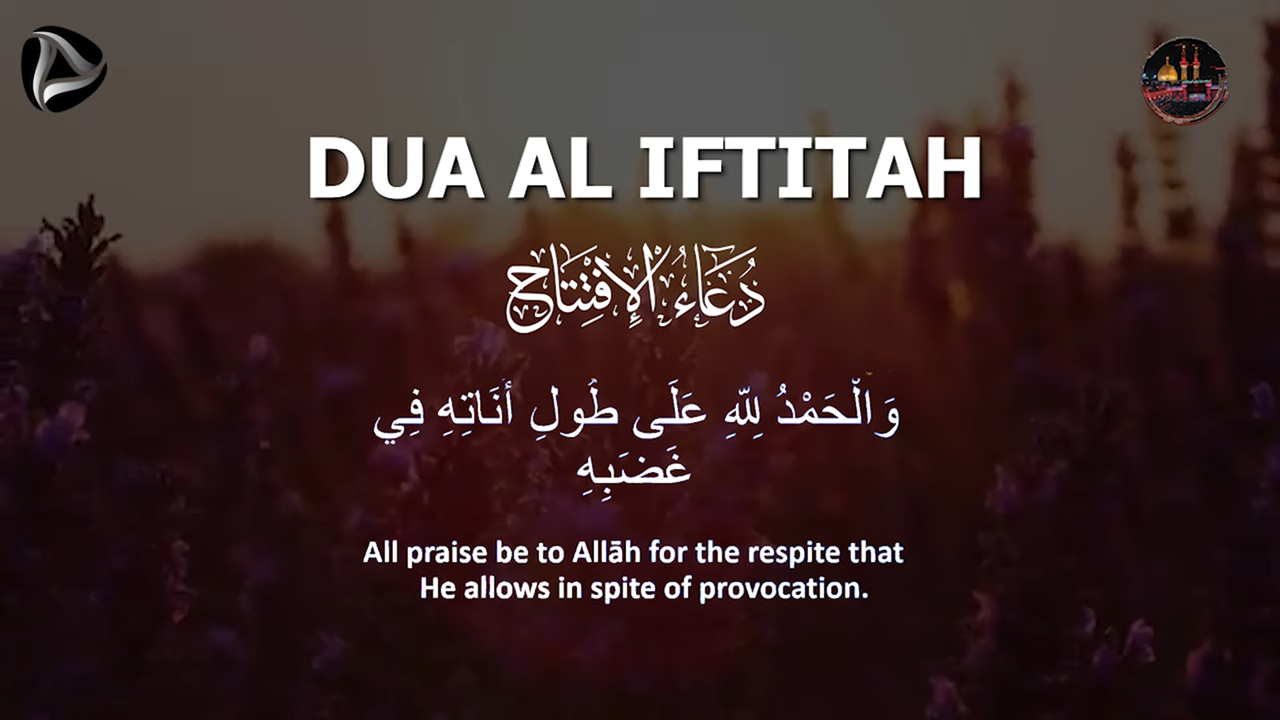 DUA AL IFTITAH
دُعَاءُ الْإِفْتِتَاح
وَالْحَمْدُ لِلّهِ عَلَى طُولِ أَنَاتِهِ فِي
غَضَبِهِ
All praise be to Allāh for the respite that
He allows in spite of provocation.